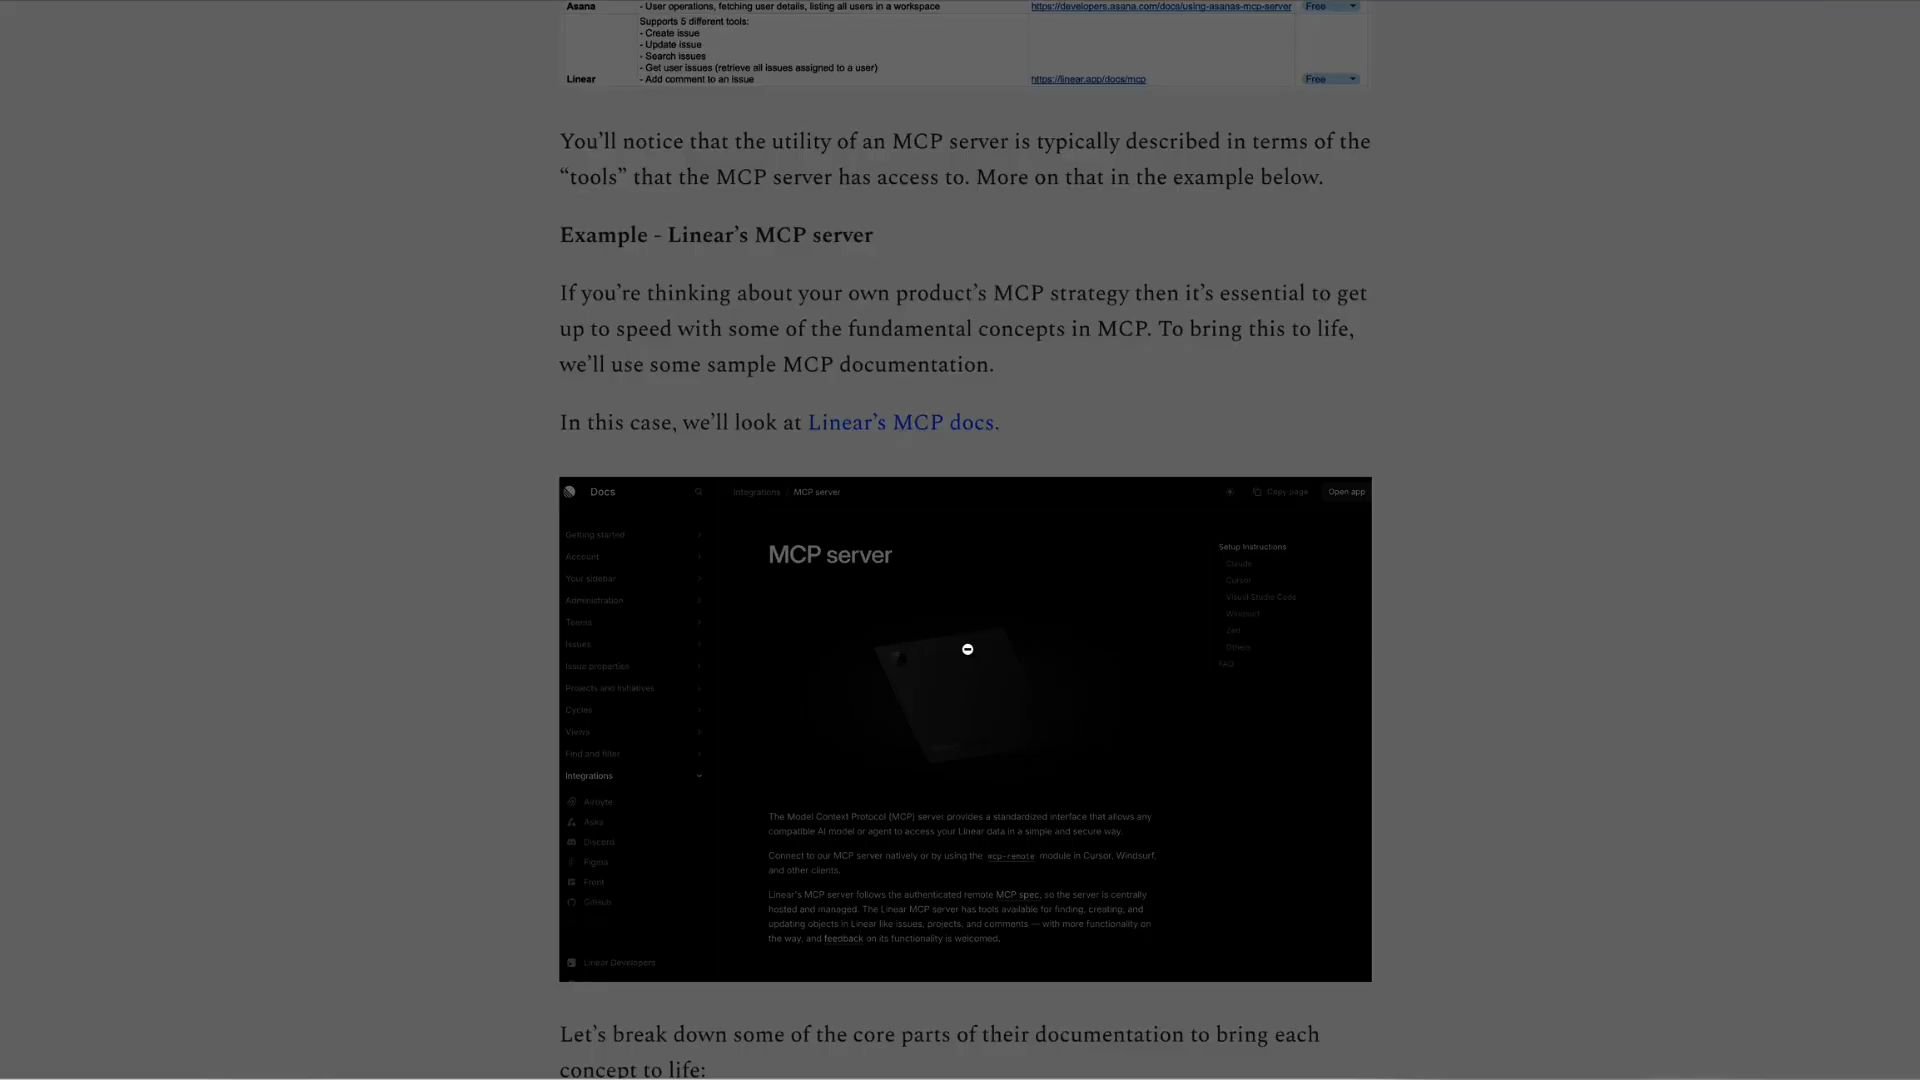 Asana - User operations, fetching user details, listing all users in a workspace https://developers.asana.com/docs/using-asanas-mcp-server Free
Supports 5 different tools:
- Create issue
- Update issue
- Search issues
- Get user issues (retrieve all issues assigned to a user)
Linear - Add comment to an issue https://linear.app/docs/mcp Free
You’ll notice that the utility of an MCP server is typically described in terms of the
“tools” that the MCP server has access to. More on that in the example below.
Example - Linear’s MCP server
If you’re thinking about your own product’s MCP strategy then it’s essential to get
up to speed with some of the fundamental concepts in MCP. To bring this to life,
we’ll use some sample MCP documentation.
In this case, we’ll look at Linear’s MCP docs.
Docs
Integrations MCP server
Copy page Open app
Getting started
Account
Your sidebar
Administration
Teams
Issues
Issue properties
Projects and Initiatives
Cycles
Views
Find and filter
Integrations
Airbyte
Asks
Discord
Figma
Front
GitHub
Linear Developers
MCP server
The Model Context Protocol (MCP) server provides a standardized interface that allows any
compatible AI model or agent to access your Linear data in a simple and secure way.
Connect to our MCP server natively or by using the mcp-remote module in Cursor, Windsurf,
and other clients.
Linear's MCP server follows the authenticated remote MCP spec, so the server is centrally
hosted and managed. The Linear MCP server has tools available for finding, creating, and
updating objects in Linear like issues, projects, and comments — with more functionality on
the way, and feedback on its functionality is welcomed.
Setup Instructions
Claude
Cursor
Visual Studio Code
Windsurf
Zed
Others
FAQ
Let’s break down some of the core parts of their documentation to bring each
concept to life: